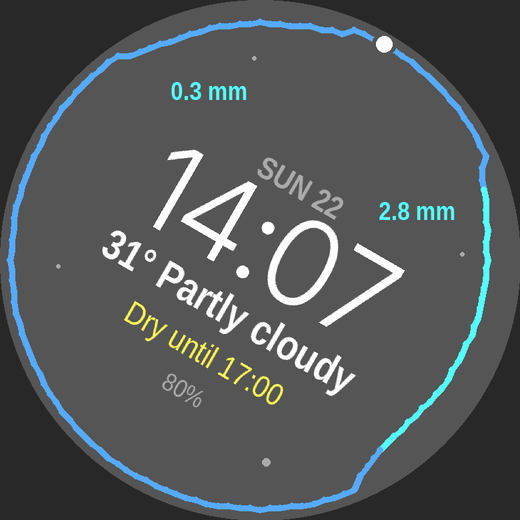 0.3 mm
SUN 22
2.8 mm
14:07
31° Partly cloudy
Dry until 17:00
80%